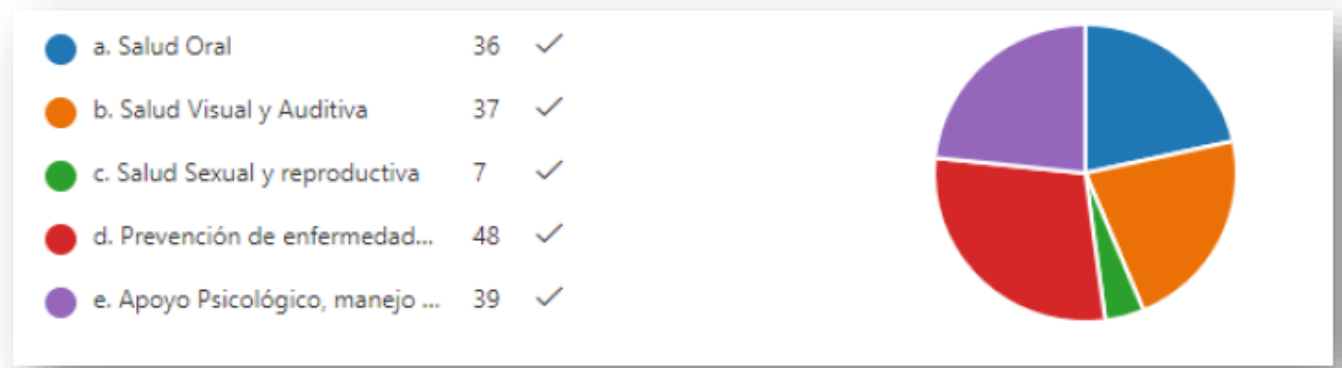 a. Salud Oral 36
b. Salud Visual y Auditiva 37
c. Salud Sexual y reproductiva 7
d. Prevención de enfermedad... 48
e. Apoyo Psicológico, manejo ... 39